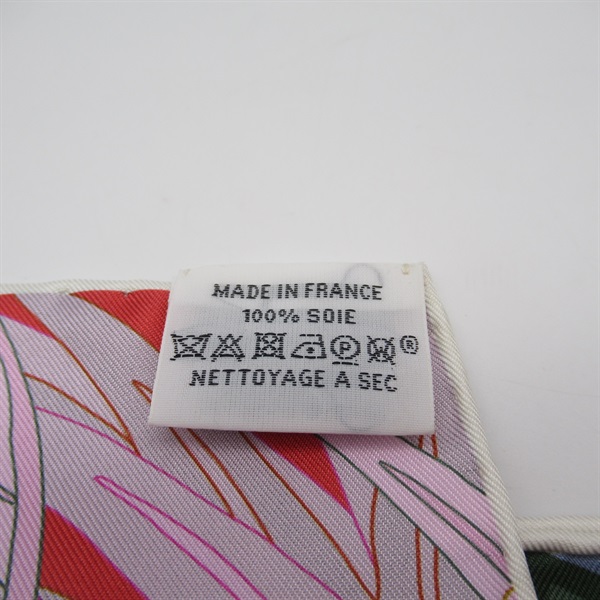 MADE IN FRANCE
100% SOIE
®
NETTOYAGE A SEC